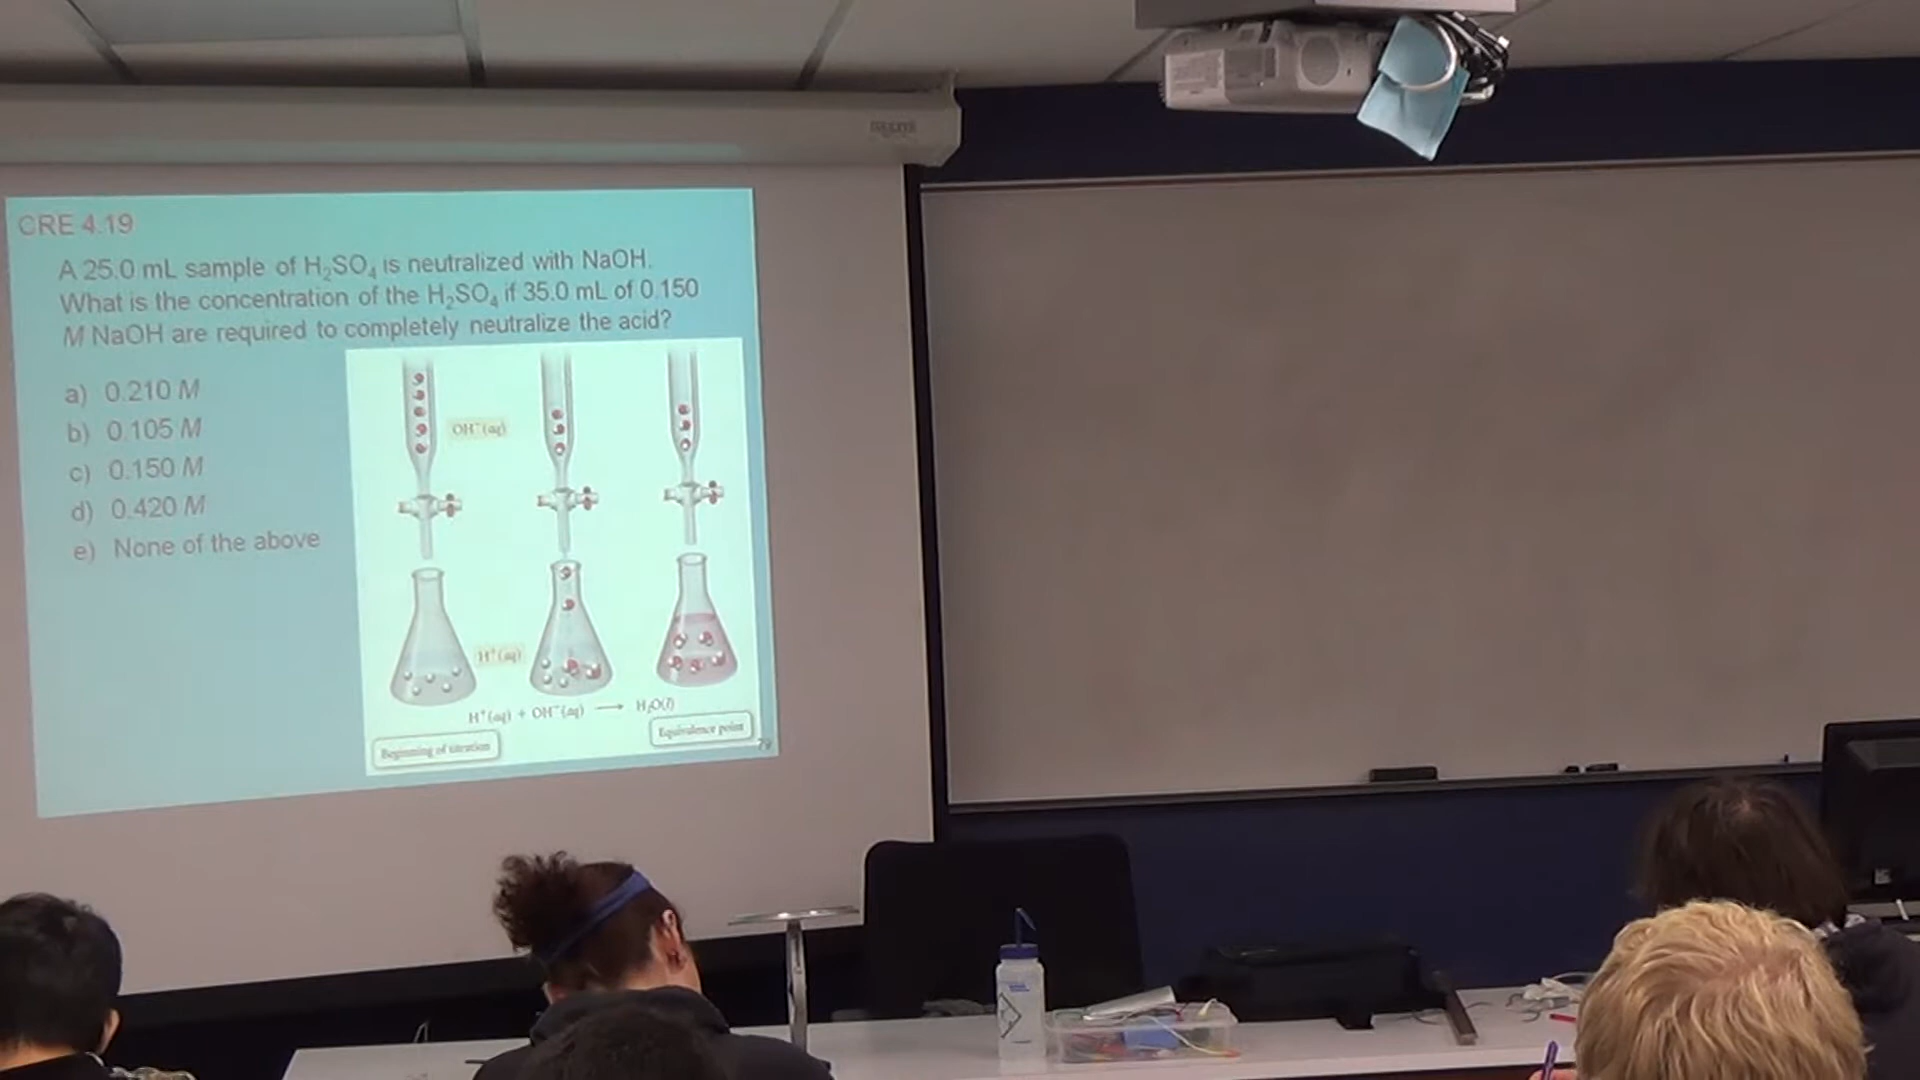 CRE 4.19
A 25.0 mL sample of H₂SO₄ is neutralized with NaOH.
What is the concentration of the H₂SO₄ if 35.0 mL of 0.150
M NaOH are required to completely neutralize the acid?
a) 0.210 M
b) 0.105 M
c) 0.150 M
d) 0.420 M
e) None of the above
OH⁻(aq)
H⁺(aq)
H⁺(aq) + OH⁻(aq) ⟶ H₂O(l)
Beginning of titration
Equivalence point
79